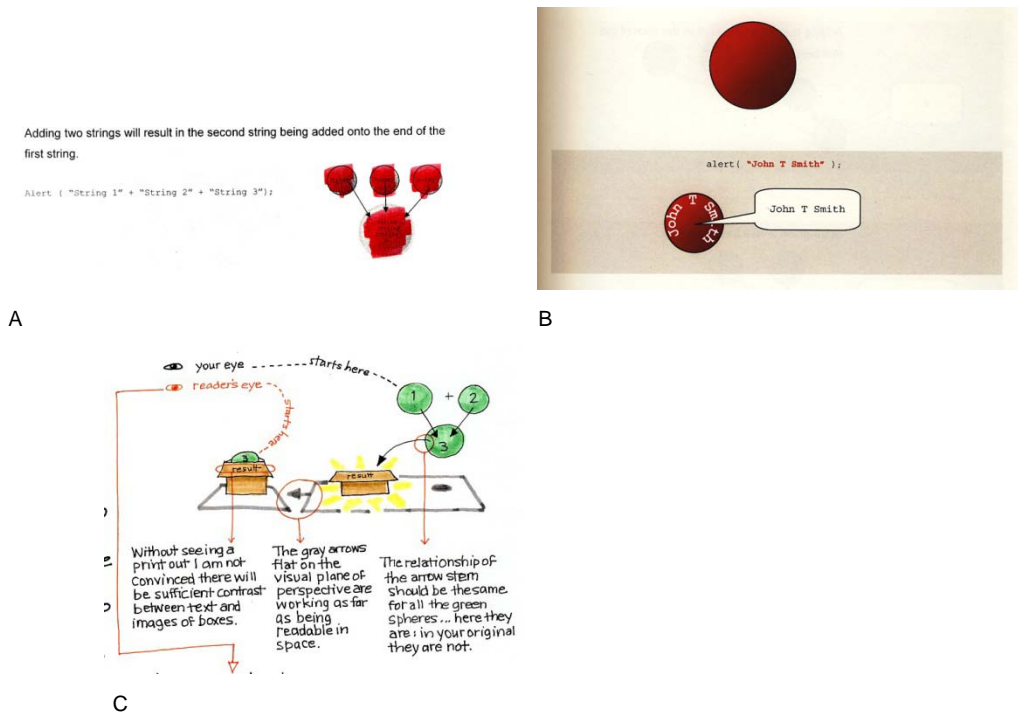 Adding two strings will result in the second string being added onto the end of the
first string.
Alert ( "String 1" + "String 2" + "String 3");
A
alert( "John T Smith" );
John T Smith
John T Smith
B
your eye
starts here
reader's eye
starts here
1 + 2
3
3
result
result
Without seeing a
print out I am not
convinced there will
be sufficient contrast
between text and
images of boxes.
The gray arrows
flat on the
visual plane of
perspective are
working as far
as being
readable in
space.
The relationship of
the arrow stem
should be the same
for all the green
spheres... here they
are: in your original
they are not.
C